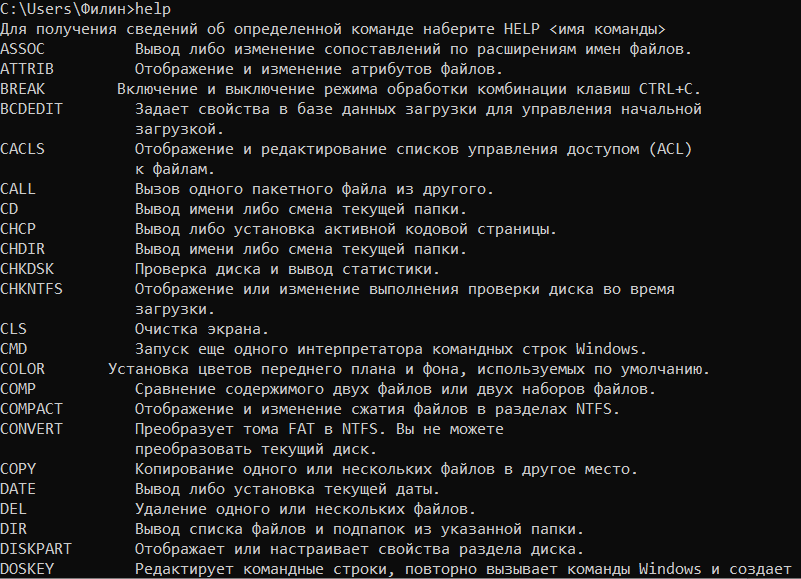 C:\Users\Филин>help
Для получения сведений об определенной команде наберите HELP <имя команды>
ASSOC          Вывод либо изменение сопоставлений по расширениям имен файлов.
ATTRIB         Отображение и изменение атрибутов файлов.
BREAK        Включение и выключение режима обработки комбинации клавиш CTRL+C.
BCDEDIT        Задает свойства в базе данных загрузки для управления начальной
               загрузкой.
CACLS          Отображение и редактирование списков управления доступом (ACL)
               к файлам.
CALL           Вызов одного пакетного файла из другого.
CD             Вывод имени либо смена текущей папки.
CHCP           Вывод либо установка активной кодовой страницы.
CHDIR          Вывод имени либо смена текущей папки.
CHKDSK         Проверка диска и вывод статистики.
CHKNTFS        Отображение или изменение выполнения проверки диска во время
               загрузки.
CLS            Очистка экрана.
CMD            Запуск еще одного интерпретатора командных строк Windows.
COLOR       Установка цветов переднего плана и фона, используемых по умолчанию.
COMP           Сравнение содержимого двух файлов или двух наборов файлов.
COMPACT        Отображение и изменение сжатия файлов в разделах NTFS.
CONVERT        Преобразует тома FAT в NTFS. Вы не можете
               преобразовать текущий диск.
COPY           Копирование одного или нескольких файлов в другое место.
DATE           Вывод либо установка текущей даты.
DEL            Удаление одного или нескольких файлов.
DIR            Вывод списка файлов и подпапок из указанной папки.
DISKPART       Отображает или настраивает свойства раздела диска.
DOSKEY         Редактирует командные строки, повторно вызывает команды Windows и создает